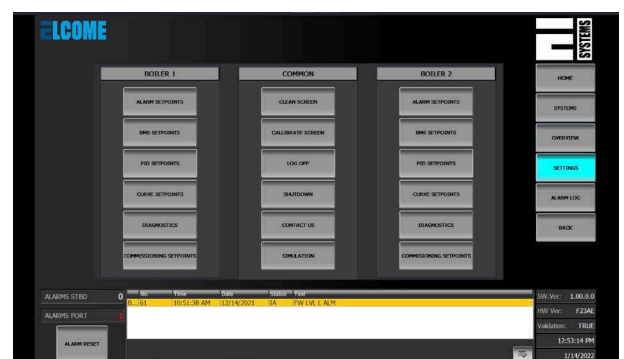 ELCOME
SYSTEMS
BOILER 1
COMMON
BOILER 2
ALARM SETPOINTS
CLEAN SCREEN
ALARM SETPOINTS
BMS SETPOINTS
CALLIBRATE SCREEN
BMS SETPOINTS
PID SETPOINTS
LOG OFF
PID SETPOINTS
CURVE SETPOINTS
SHUTDOWN
CURVE SETPOINTS
DIAGNOSTICS
CONTACT US
DIAGNOSTICS
COMMISSIONING SETPOINTS
SIMULATION
COMMISIONING SETPOINTS
HOME
SYSTEMS
OVERVIEW
SETTINGS
ALARM LOG
BACK
ALARMS STBD 0
ALARMS PORT 1
ALARM RESET
No. Time Date Status Text
B...61 10:51:38 AM 12/14/2021 IA FW LVL L ALM
SW.Ver: 1.00.0.0
HW Ver: F23AE
Validation: TRUE
12:53:14 PM
1/14/2022